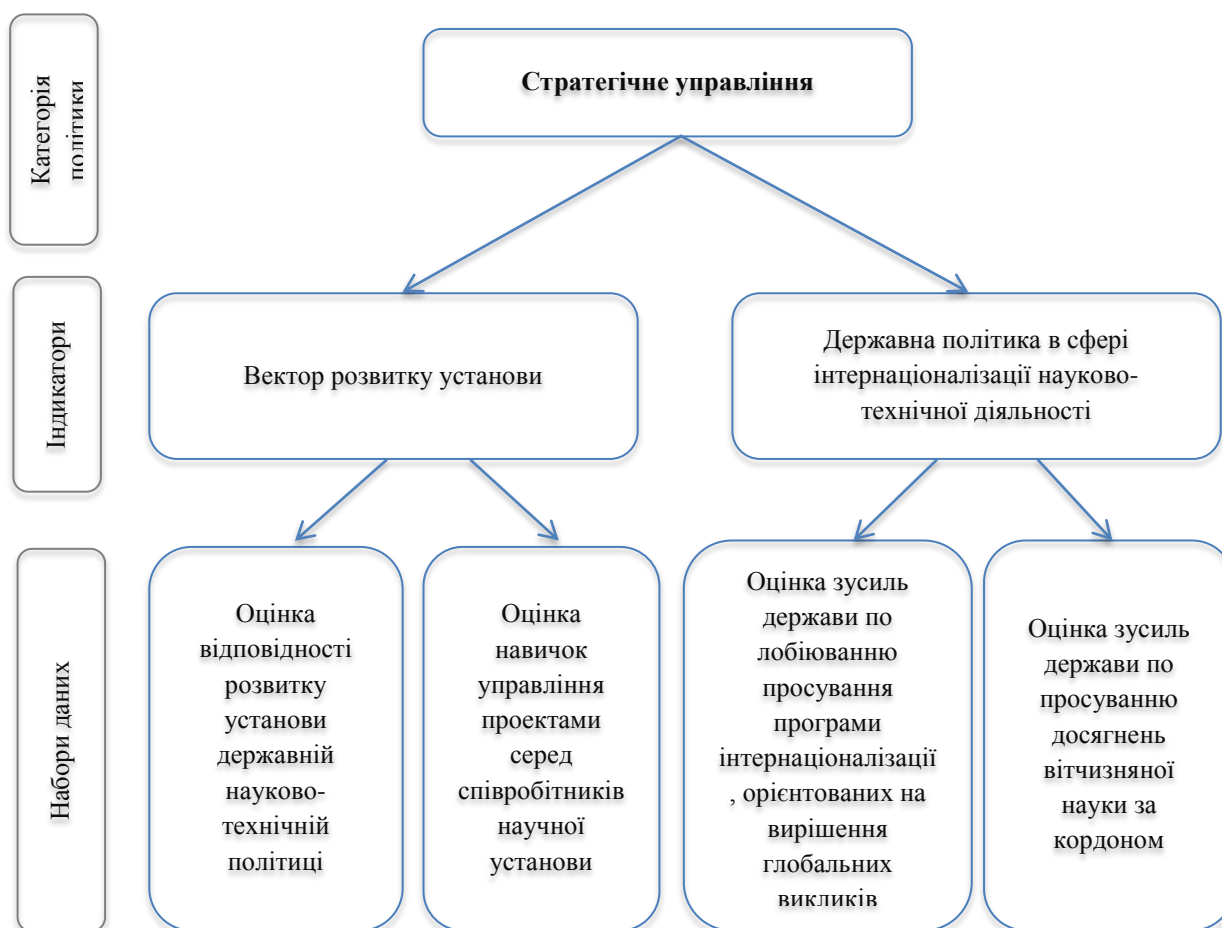 Категорія
політики
Стратегічне управління
Індикатори
Вектор розвитку установи
Державна політика в сфері
інтернаціоналізації науково-
технічної діяльності
Набори даних
Оцінка
відповідності
розвитку
установи
державній
науково-
технічній
політиці
Оцінка
навичок
управління
проектами
серед
співробітників
научної
установи
Оцінка зусиль
держави по
лобіюванню
просування
програми
інтернаціоналізації
, орієнтованих на
вирішення
глобальних
викликів
Оцінка зусиль
держави по
просуванню
досягнень
вітчизняної
науки за
кордоном